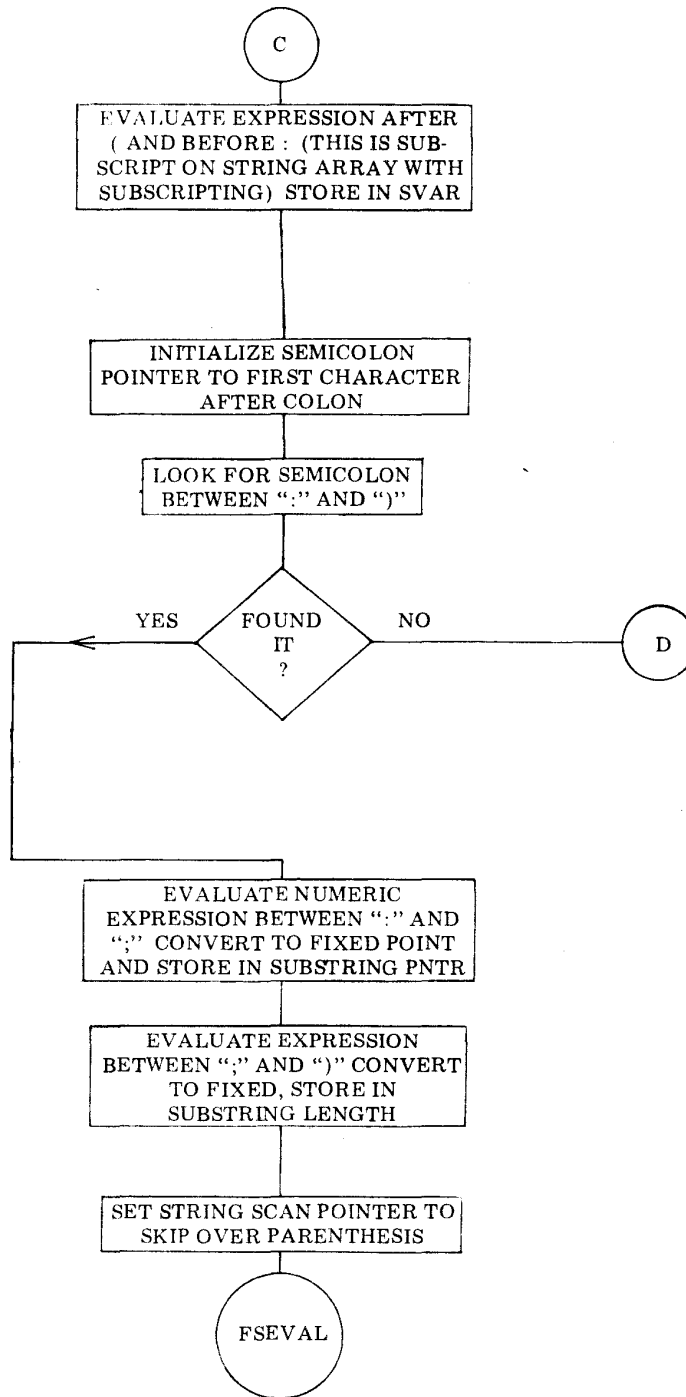 C
EVALUATE EXPRESSION AFTER
( AND BEFORE : (THIS IS SUB-
SCRIPT ON STRING ARRAY WITH
SUBSCRIPTING) STORE IN SVAR
INITIALIZE SEMICOLON
POINTER TO FIRST CHARACTER
AFTER COLON
LOOK FOR SEMICOLON
BETWEEN “:” AND “)”
YES
FOUND
IT
?
NO
D
EVALUATE NUMERIC
EXPRESSION BETWEEN “:” AND
“;” CONVERT TO FIXED POINT
AND STORE IN SUBSTRING PNTR
EVALUATE EXPRESSION
BETWEEN “;” AND “)” CONVERT
TO FIXED, STORE IN
SUBSTRING LENGTH
SET STRING SCAN POINTER TO
SKIP OVER PARENTHESIS
FSEVAL